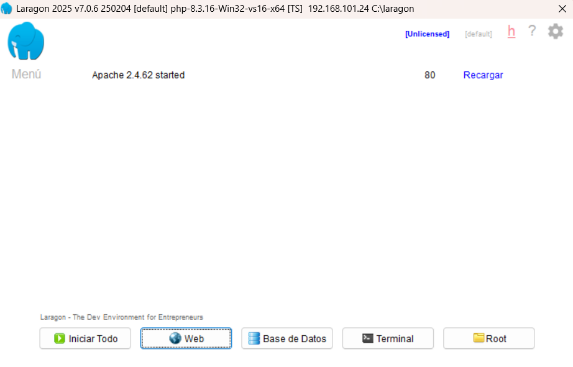 Laragon 2025 v7.0.6 250204 [default] php-8.3.16-Win32-vs16-x64 [TS] 192.168.101.24 C:\laragon
[Unlicensed] [default] h ?
Menú Apache 2.4.62 started 80 Recargar
Laragon - The Dev Environment for Entrepreneurs
Iniciar Todo Web Base de Datos Terminal Root